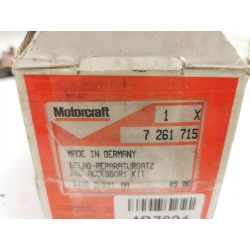 Motorcraft
1 X
7 261 715
MADE IN GERMANY
BELAG-REPARATURSATZ
PAD ACCESSORY KIT